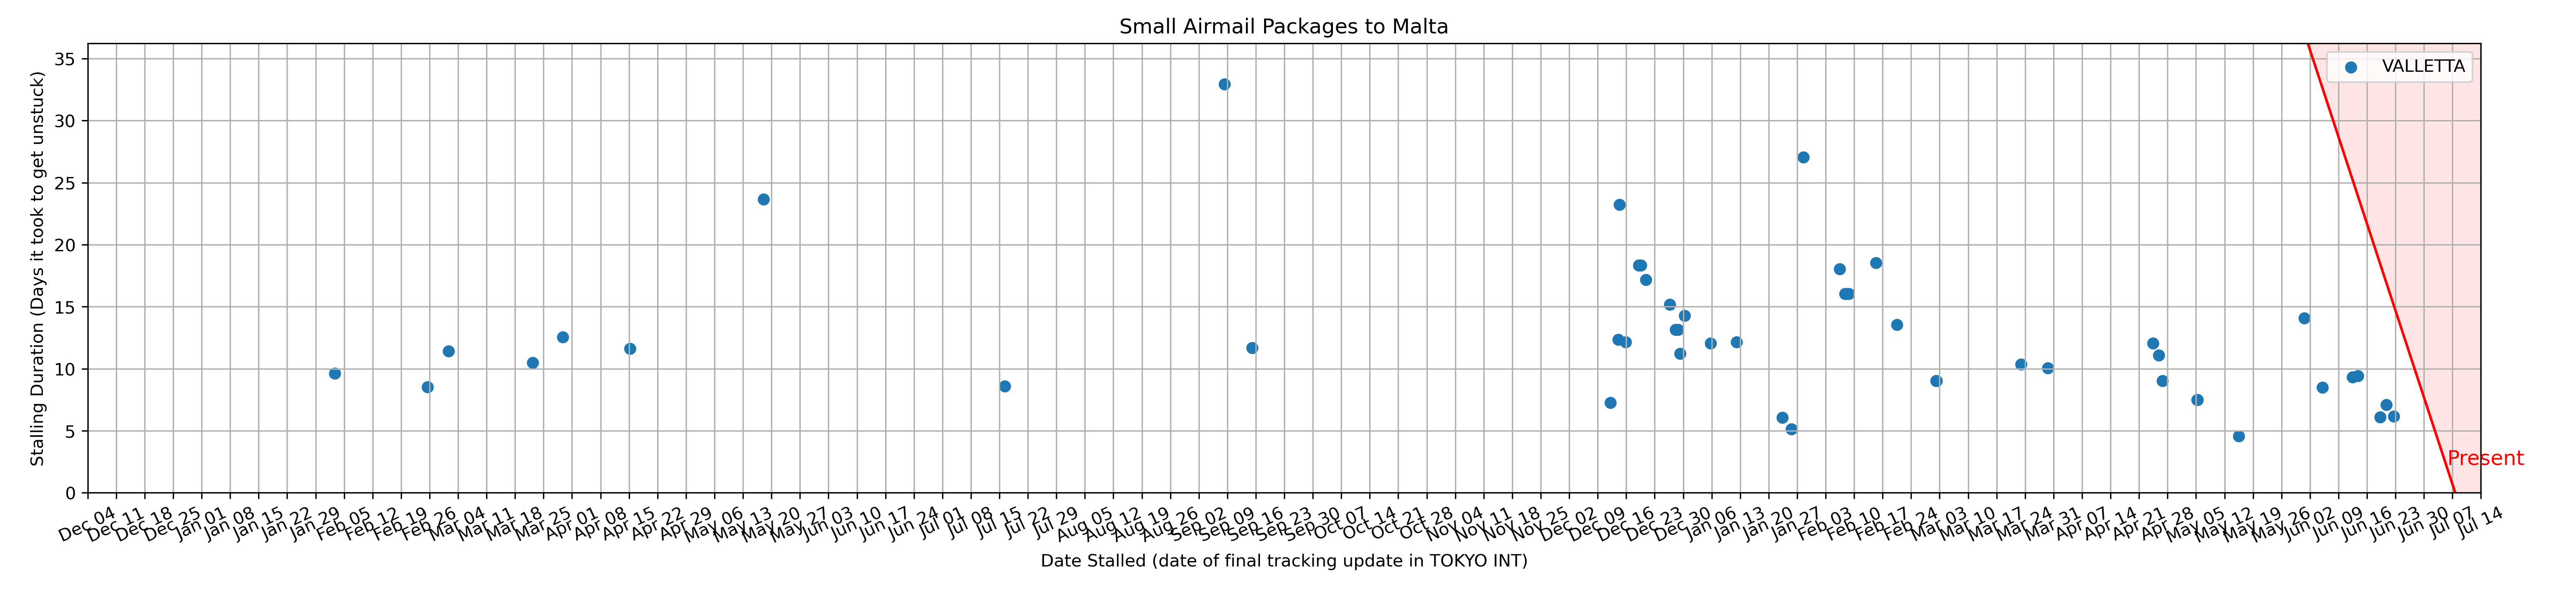 Small Airmail Packages to Malta
Stalling Duration (Days it took to get unstuck)
35
30
25
20
15
10
5
0
VALLETTA
Present
Dec 04
Dec 11
Dec 18
Dec 25
Jan 01
Jan 08
Jan 15
Jan 22
Jan 29
Feb 05
Feb 12
Feb 19
Feb 26
Mar 04
Mar 11
Mar 18
Mar 25
Apr 01
Apr 08
Apr 15
Apr 22
Apr 29
May 06
May 13
May 20
May 27
Jun 03
Jun 10
Jun 17
Jun 24
Jul 01
Jul 08
Jul 15
Jul 22
Jul 29
Aug 05
Aug 12
Aug 19
Aug 26
Sep 02
Sep 09
Sep 16
Sep 23
Sep 30
Oct 07
Oct 14
Oct 21
Oct 28
Nov 04
Nov 11
Nov 18
Nov 25
Dec 02
Dec 09
Dec 16
Dec 23
Dec 30
Jan 06
Jan 13
Jan 20
Jan 27
Feb 03
Feb 10
Feb 17
Feb 24
Mar 03
Mar 10
Mar 17
Mar 24
Mar 31
Apr 07
Apr 14
Apr 21
Apr 28
May 05
May 12
May 19
May 26
Jun 02
Jun 09
Jun 16
Jun 23
Jun 30
Jul 07
Jul 14
Date Stalled (date of final tracking update in TOKYO INT)